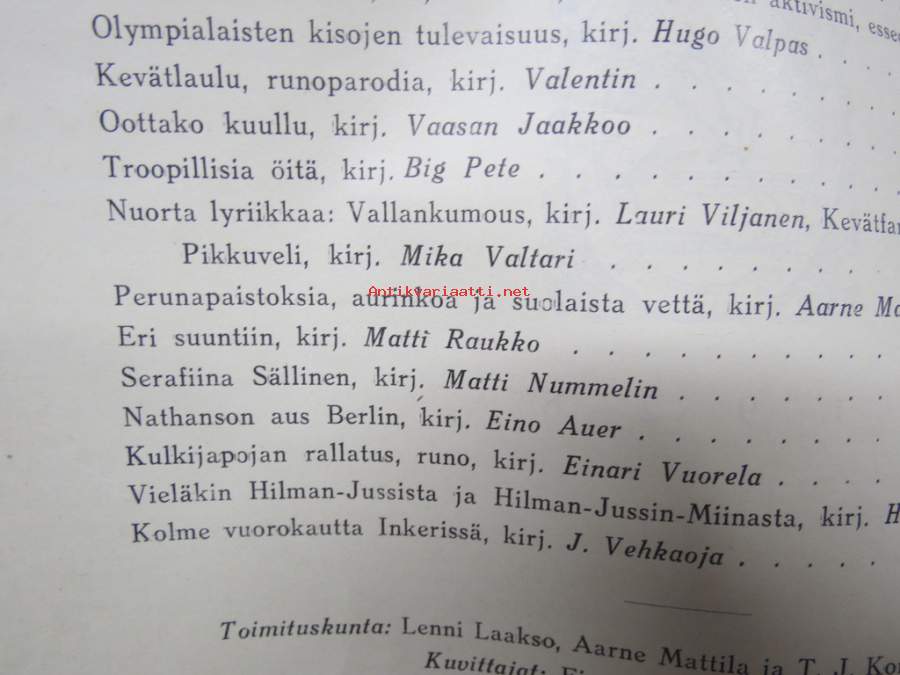 aktivismi,
Olympialaisten kisojen tulevaisuus, kirj. Hugo Valpas . . . .
Kevätlaulu, runoparodia, kirj. Valentin . . . . . . . .
Oottako kuullu, kirj. Vaasan Jaakkoo . . . . . . .
Troopillisia öitä, kirj. Big Pete . . . . . . . . . .
Nuorta lyriikkaa: Vallankumous, kirj. Lauri Viljanen,
Pikkuveli, kirj. Mika Valtari . . . . . . . . .
Antikvariaatti.net
Perunapaistoksia, aurinkoa ja suolaista vettä, kirj. Aarne
Eri suuntiin, kirj. Matti Raukko . . . . . . . . .
Serafiina Sällinen, kirj. Matti Nummelin . . . . . .
Nathanson aus Berlin, kirj. Eino Auer . . . . . . .
Kulkijapojan rallatus, runo, kirj. Einari Vuorela . . . .
Vieläkin Hilman-Jussista ja Hilman-Jussin-Miinasta, kirj.
Kolme vuorokautta Inkerissä, kirj. J. Vehkaoja . . . . .
Toimituskunta: Lenni Laakso, Aarne Mattila ja T. J.
Kuvittajat: